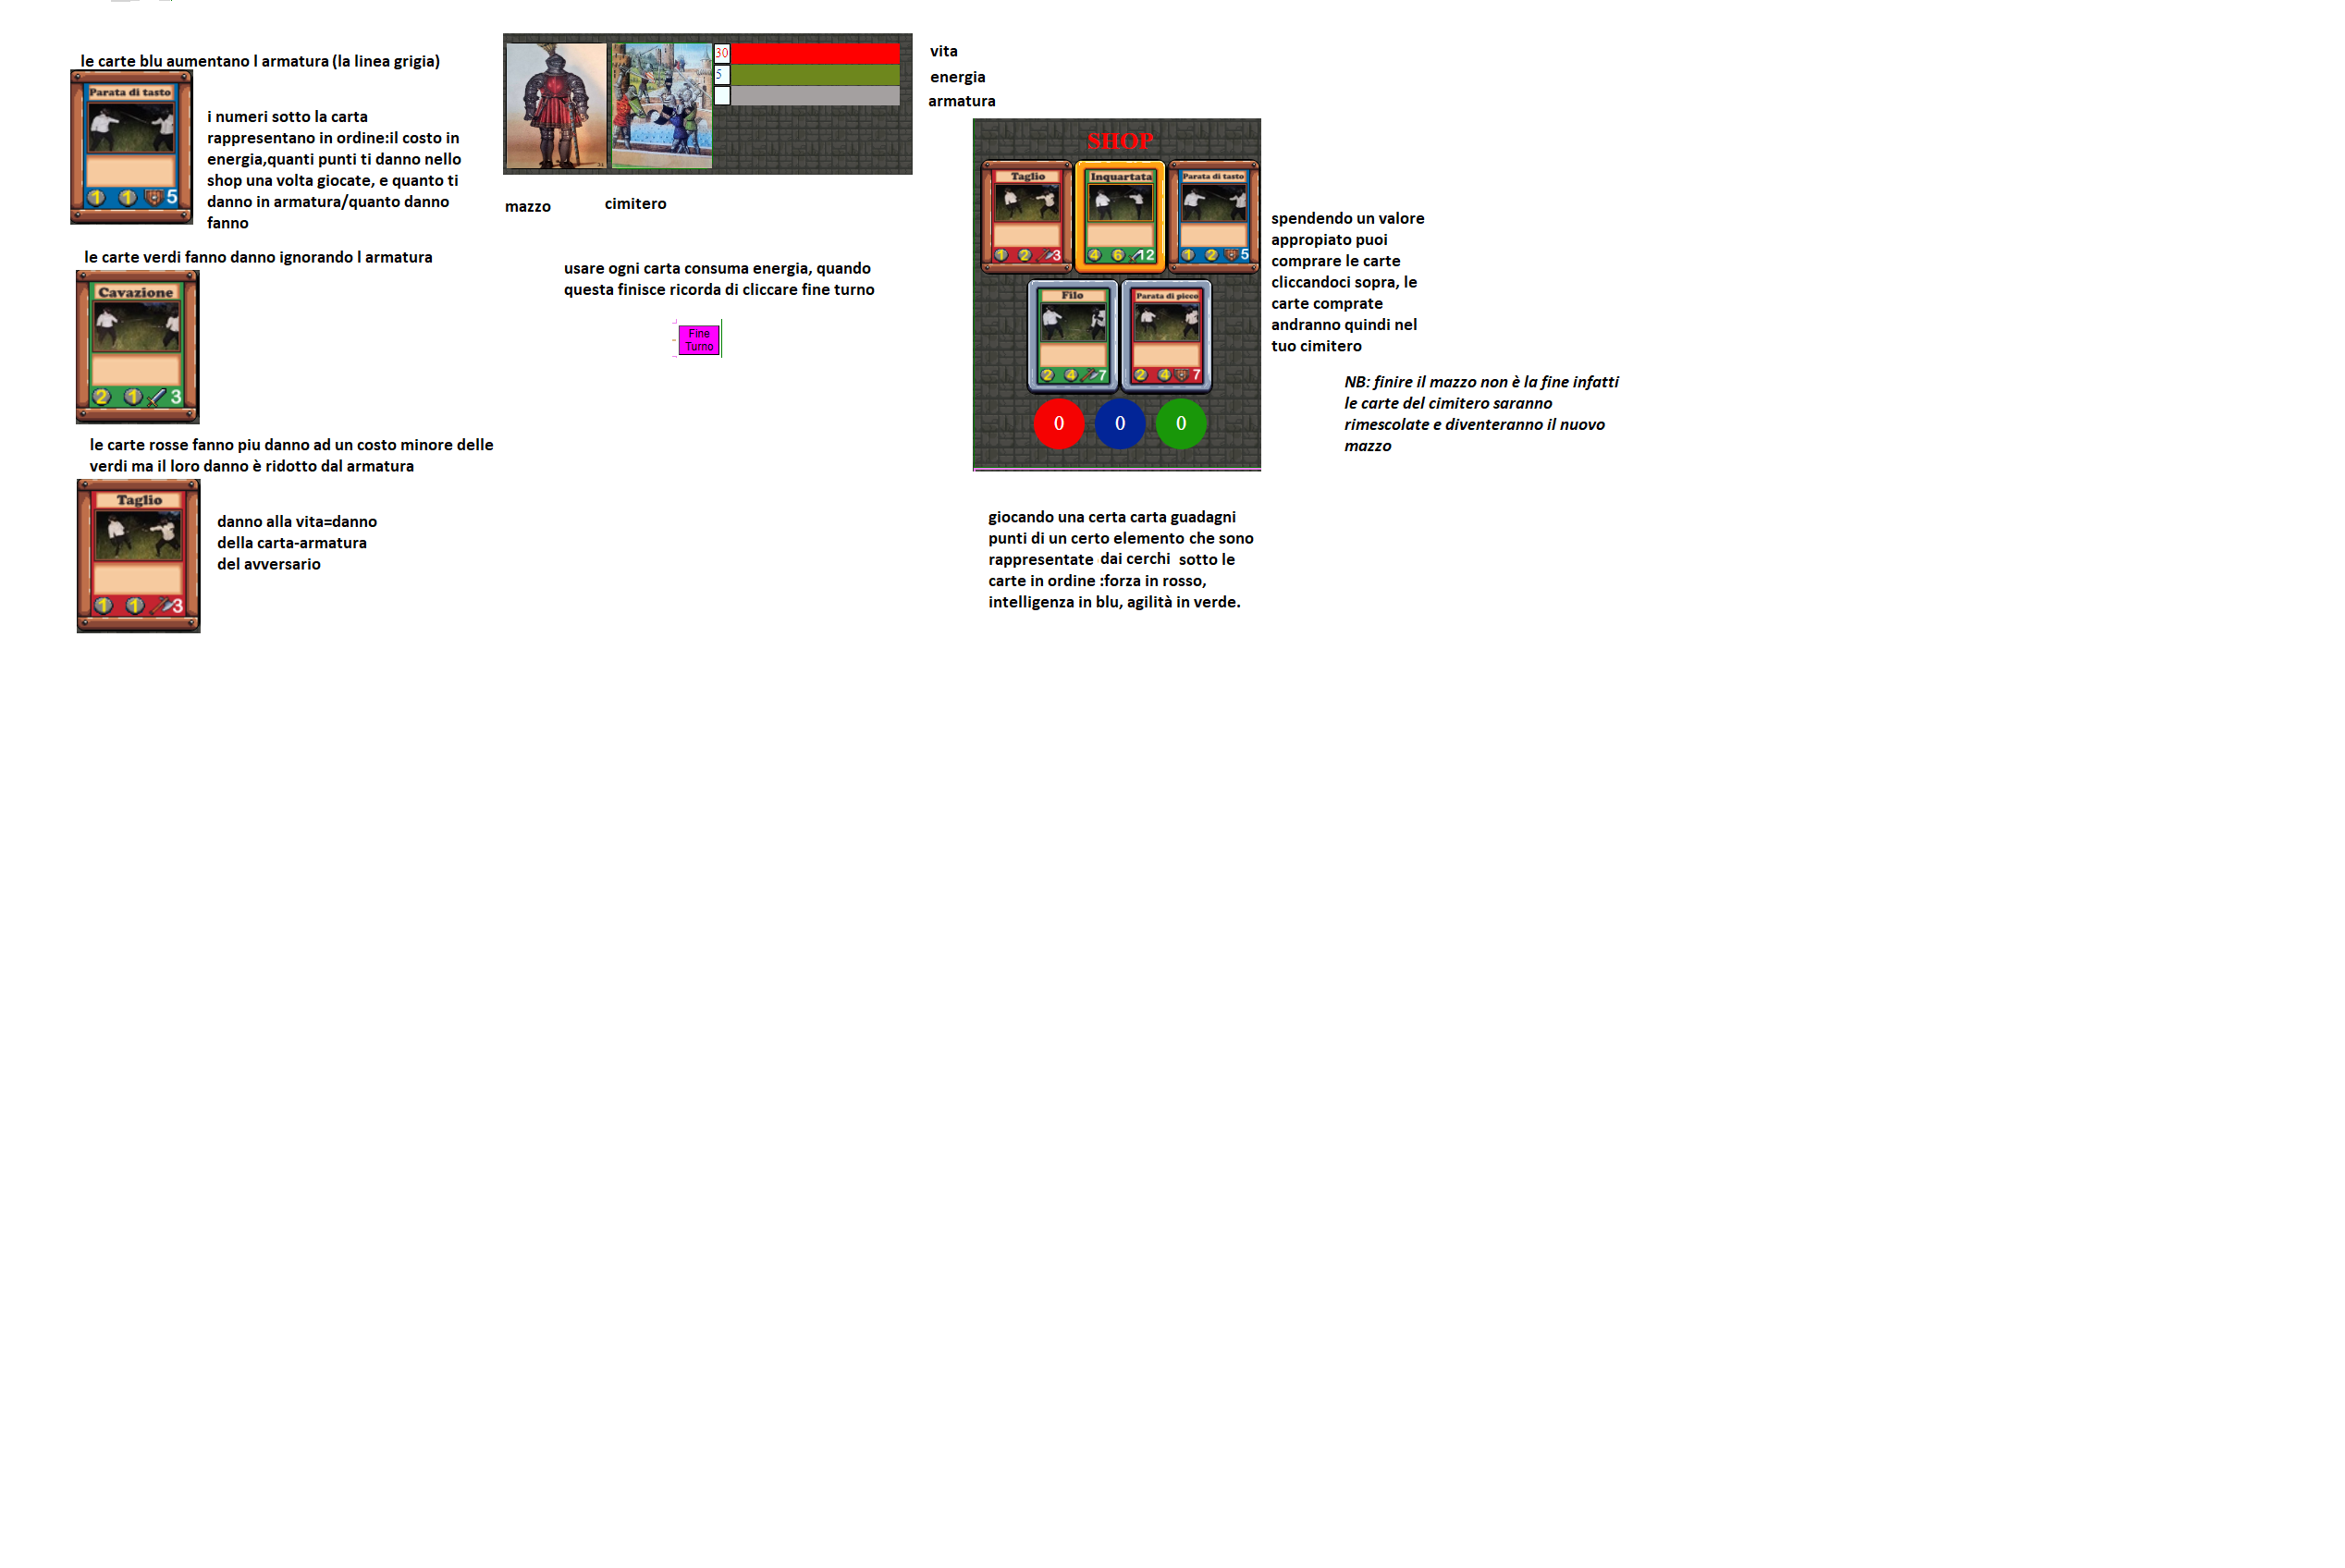 le carte blu aumentano l armatura (la linea grigia)
Parata di tasto
1 1 5
i numeri sotto la carta
rappresentano in ordine:il costo in
energia,quanti punti ti danno nello
shop una volta giocate, e quanto ti
danno in armatura/quanto danno
fanno
le carte verdi fanno danno ignorando l armatura
Cavazione
2 1 3
le carte rosse fanno piu danno ad un costo minore delle
verdi ma il loro danno è ridotto dal armatura
Taglio
1 1 3
danno alla vita=danno
della carta-armatura
del avversario
30
5
vita
energia
armatura
mazzo
cimitero
usare ogni carta consuma energia, quando
questa finisce ricorda di cliccare fine turno
Fine
Turno
SHOP
Taglio
1 2 3
Inquartata
4 6 12
Parata di tasto
1 2 5
Filo
2 4 7
Parata di picco
2 4 7
0 0 0
spendendo un valore
appropiato puoi
comprare le carte
cliccandoci sopra, le
carte comprate
andranno quindi nel
tuo cimitero
NB: finire il mazzo non è la fine infatti
le carte del cimitero saranno
rimescolate e diventeranno il nuovo
mazzo
giocando una certa carta guadagni
punti di un certo elemento che sono
rappresentate dai cerchi sotto le
carte in ordine :forza in rosso,
intelligenza in blu, agilità in verde.